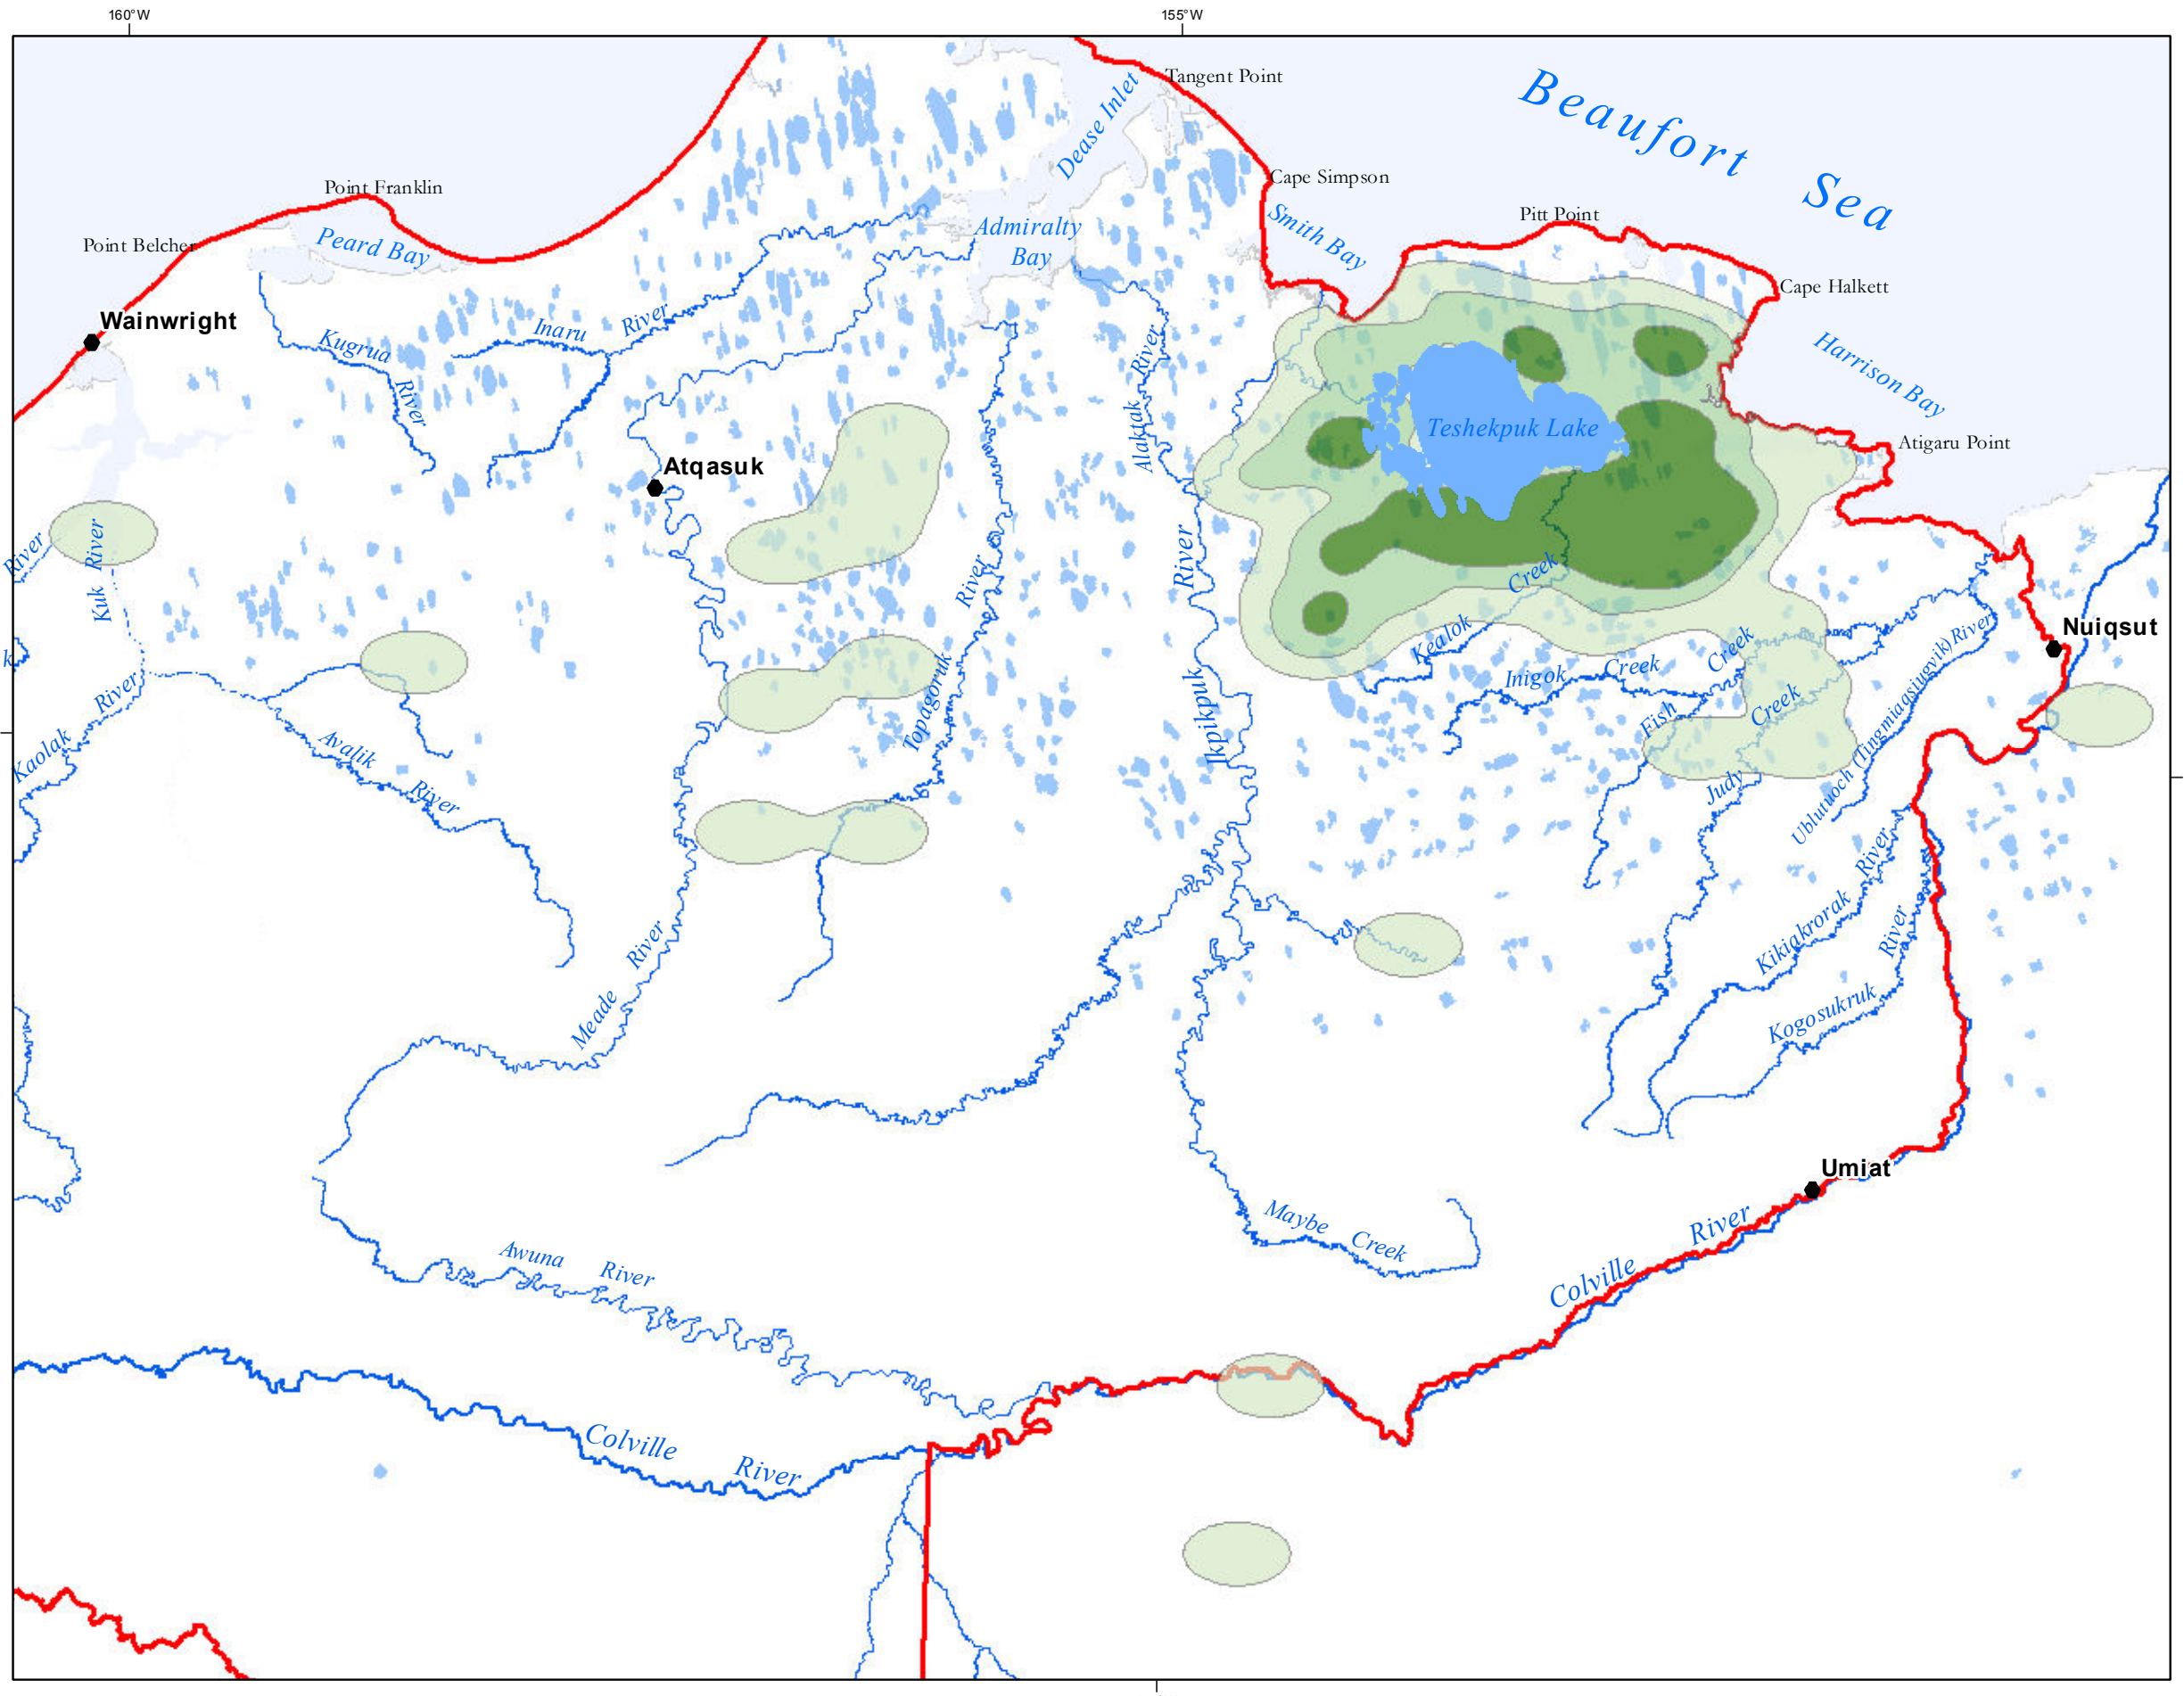 160°W
155°W
Beaufort Sea
Tangent Point
Dease Inlet
Cape Simpson
Point Franklin
Smith Bay
Pitt Point
Admiralty
Bay
Point Belcher
Peard Bay
Cape Halkett
Wainwright
Inaru River
Kugrua
River
Harrison Bay
Alaktak River
Teshekpuk Lake
Atigaru Point
Atqasuk
River
Kuk River
River
Creek
Kealok
Nuiqsut
Ublutuoch (Tingmiaqsiugvik) River
k
Kaolak River
Topagoruk River
Ikpikpuk River
Inigok Creek
Creek
Fish
Creek
Judy
Avalik
River
Kikiakrorak River
Kogosukruk River
Meade River
Umiat
Maybe Creek
Awuna River
Colville River
Colville River